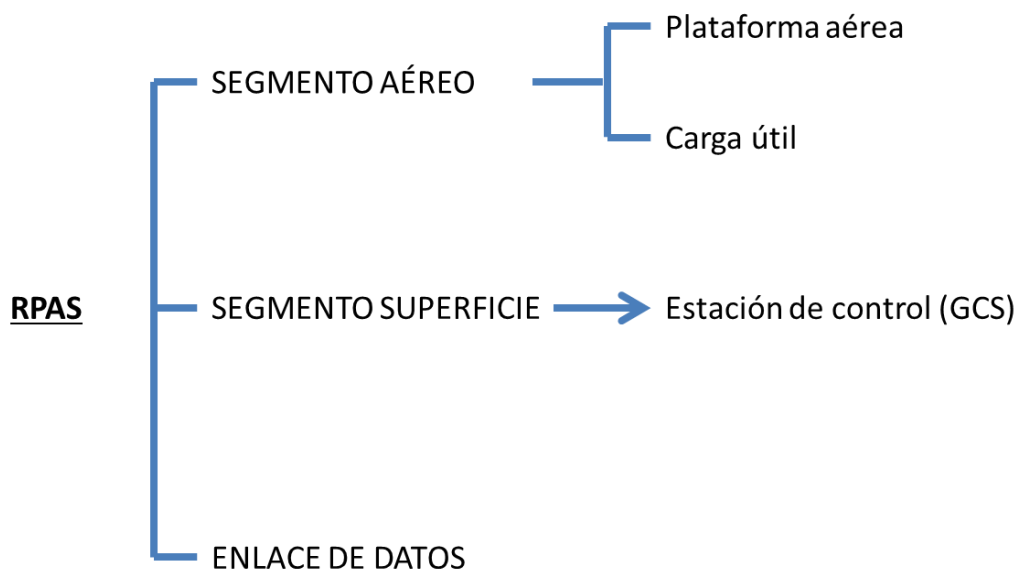 Plataforma aérea
SEGMENTO AÉREO
Carga útil
RPAS
SEGMENTO SUPERFICIE
Estación de control (GCS)
ENLACE DE DATOS